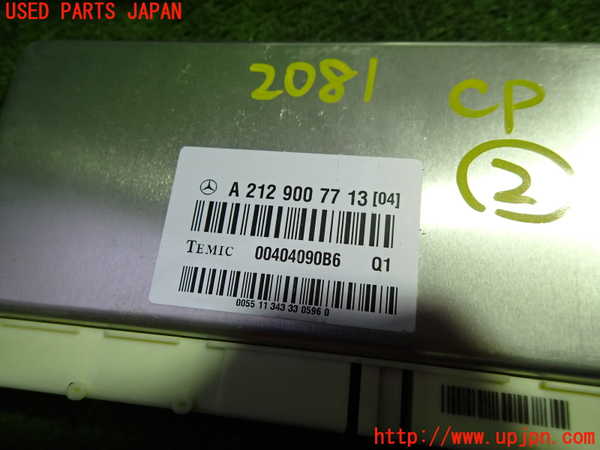 USED PARTS JAPAN
2081
CP
2
A 212 900 77 13 [04]
TEMIC 00404090B6 Q1
0055 11 343 33 0596 0
http://www.upjpn.com